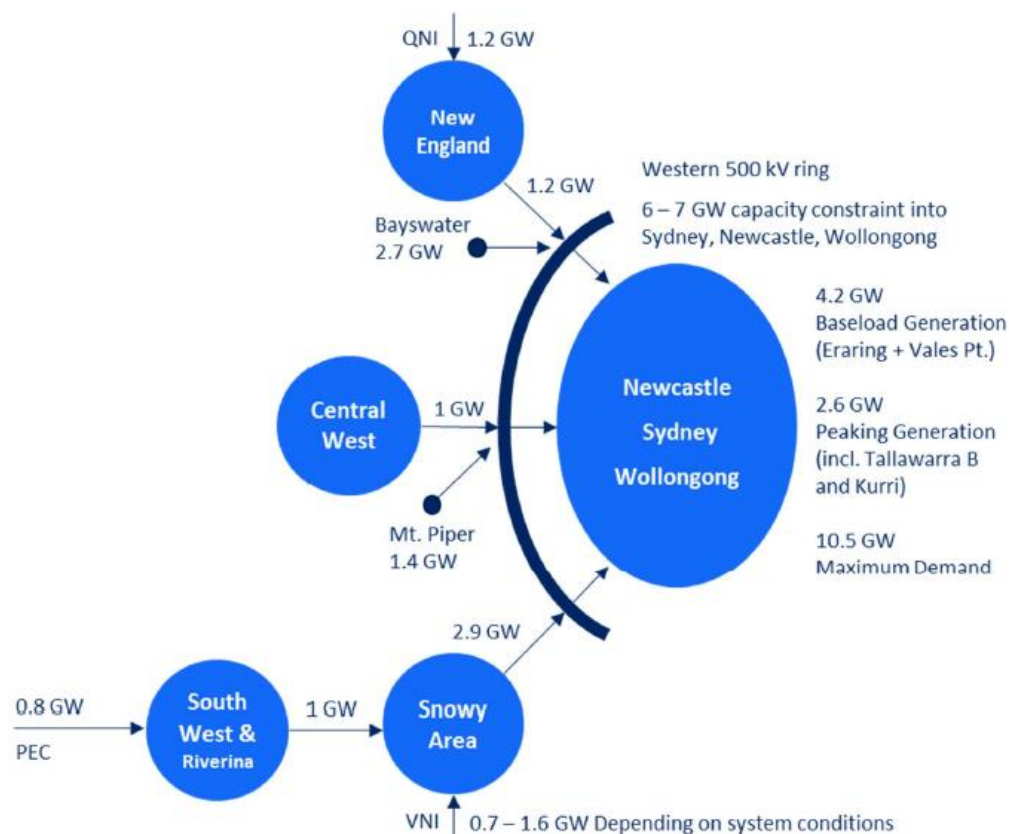 QNI 1.2 GW
New
England
1.2 GW
Bayswater
2.7 GW
Western 500 kV ring
6 – 7 GW capacity constraint into
Sydney, Newcastle, Wollongong
4.2 GW
Baseload Generation
(Eraring + Vales Pt.)
Central
West
1 GW
Newcastle
Sydney
Wollongong
2.6 GW
Peaking Generation
(incl. Tallawarra B
and Kurri)
Mt. Piper
1.4 GW
10.5 GW
Maximum Demand
2.9 GW
0.8 GW
PEC
South
West &
Riverina
1 GW
Snowy
Area
VNI 0.7 – 1.6 GW Depending on system conditions